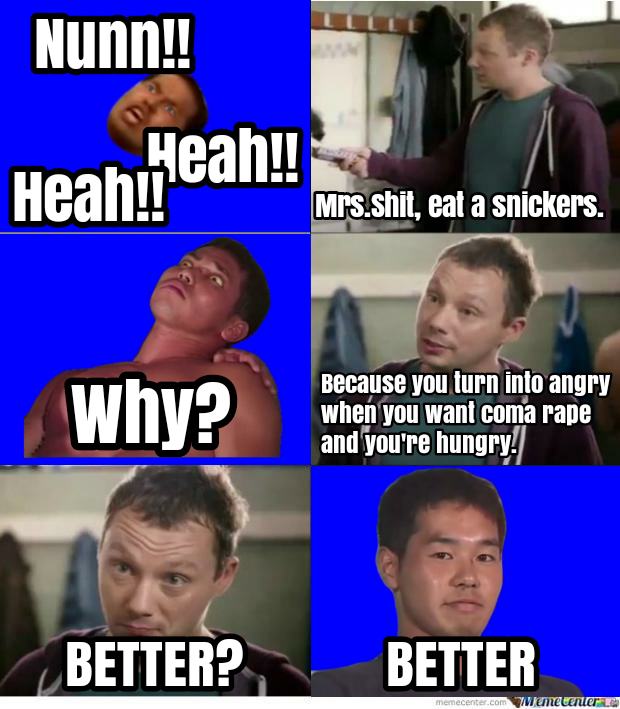 Nunn!!
Heah!!
Heah!!
Mrs.shit, eat a snickers.
Why?
Because you turn into angry
when you want coma rape
and you're hungry.
BETTER?
BETTER
memecenter.com MemeCenter